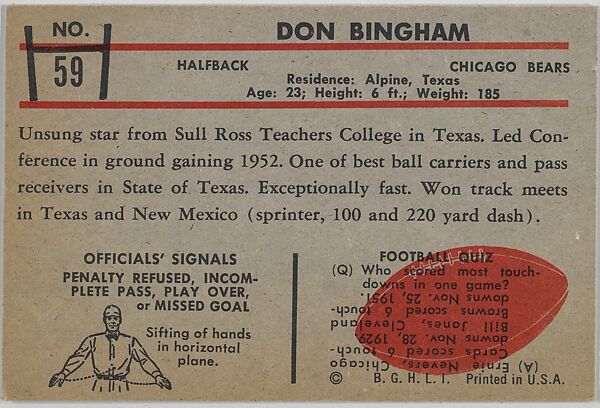 NO.
59
DON BINGHAM
HALFBACK
CHICAGO BEARS
Residence: Alpine, Texas
Age: 23; Height: 6 ft.; Weight: 185
Unsung star from Sull Ross Teachers College in Texas. Led Con-
ference in ground gaining 1952. One of best ball carriers and pass
receivers in State of Texas. Exceptionally fast. Won track meets
in Texas and New Mexico (sprinter, 100 and 220 yard dash).
OFFICIALS' SIGNALS
PENALTY REFUSED, INCOM-
PLETE PASS, PLAY OVER,
or MISSED GOAL
Sifting of hands
in horizontal
plane.
FOOTBALL QUIZ
(Q) Who scored most touch-
downs in one game?
(A) Ernie Nevers, Chicago
Cards scored 6 touch-
downs Nov. 28, 1929,
Bill Jones, Cleveland
Browns scored 6 touch
downs Nov. 25, 1951.
© B. G. H. L. I. Printed in U.S.A.